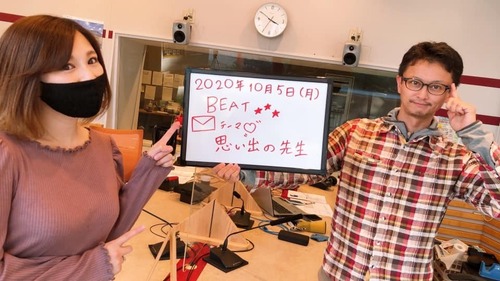 2020年10月5日(月)
BEAT
テーマ
思い出の先生